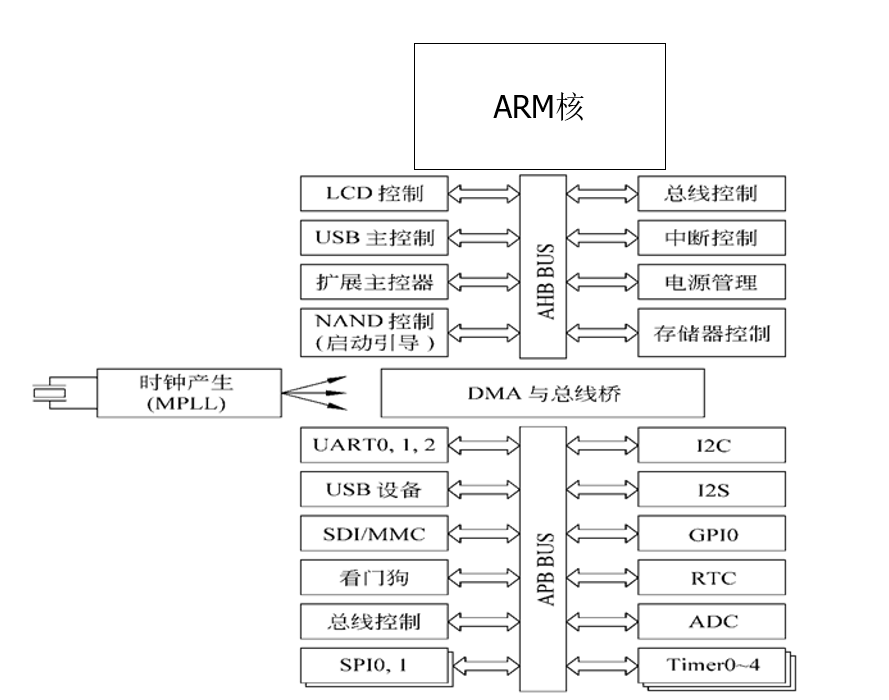 ARM核
LCD 控制
总线控制
USB 主控制
中断控制
扩展主控器
电源管理
NAND 控制
(启动引导)
存储器控制
AHB BUS
时钟产生
(MPLL)
DMA 与总线桥
UART0, 1, 2
I2C
USB 设备
I2S
SDI/MMC
GPI0
看门狗
RTC
总线控制
ADC
SPI0, 1
Timer0~4
APB BUS